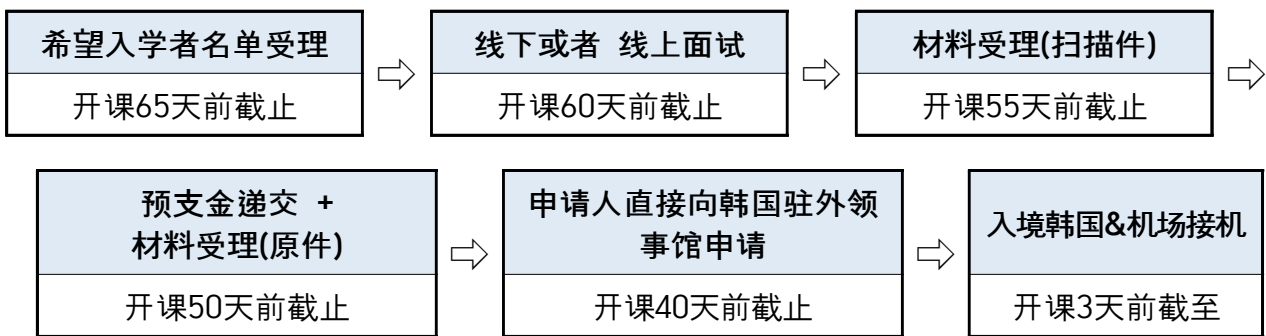 希望入学者名单受理
线下或者 线上面试
材料受理(扫描件)
开课65天前截止
开课60天前截止
开课55天前截止
预支金递交 +
材料受理(原件)
申请人直接向韩国驻外领
事馆申请
入境韩国&机场接机
开课50天前截止
开课40天前截止
开课3天前截至